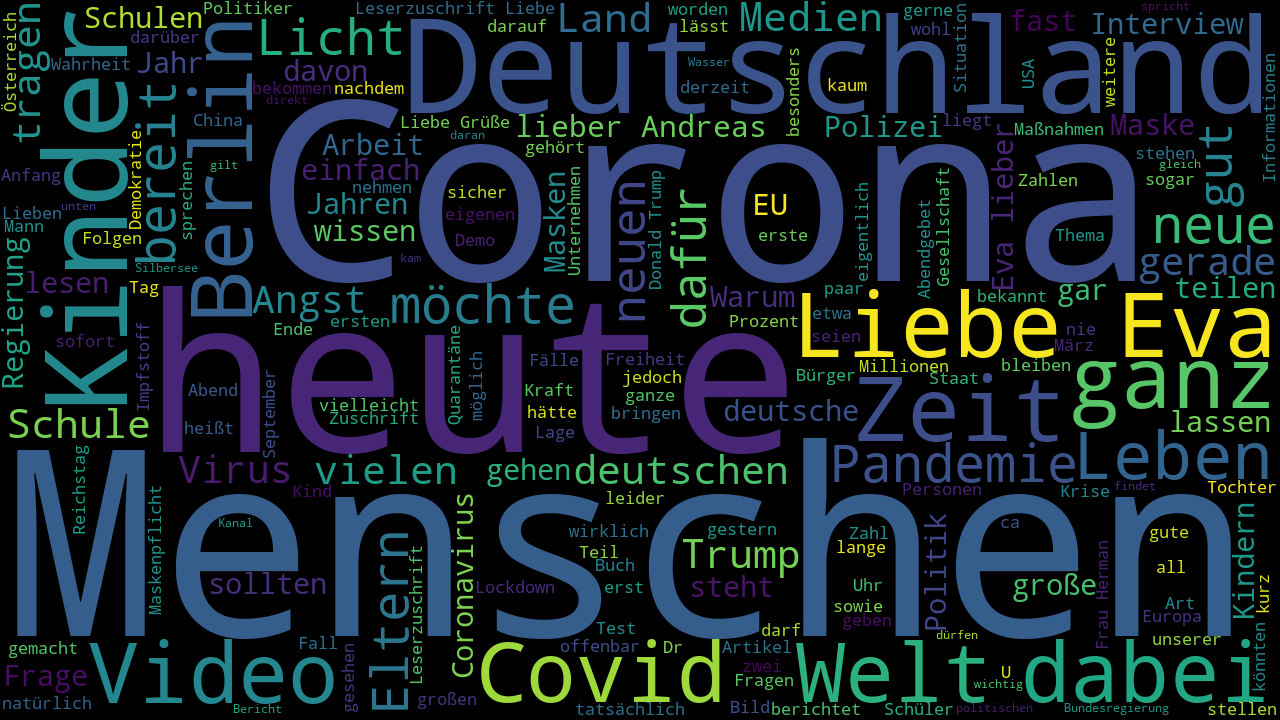 Corona
Menschen
heute
Deutschland
Liebe Eva
Kinder
Berlin
Covid
Video
Welt
dabei
ganz
Zeit
Pandemie
Leben
Eltern
Trump
Licht
Land
Medien
Schulen
Politiker
Leserzuschrift Liebe
darauf
worden
lässt
gerne
wohl
fast
Interview
spricht
Österreich
tragen
Wahrheit
darüber
Jahr
davon
bekommen
nachdem
direkt
Wasser
derzeit
besonders
kaum
Situation
USA
weitere
Informationen
Liebe Grüße
daran
lieber Andreas
Polizei
liegt
Maßnahmen
Maske
gut
China
Arbeit
gehört
stehen
gleich
Anfang
Demokratie
bereit
sprechen
gilt
einfach
nehmen
sicher
Masken
Unternehmen
neuen
Donald Trump
dafür
EU
erste
eigentlich
Abendgebet
Gesellschaft
Eva lieber
Zahlen
sogar
Lieben
unten
Mann
Folgen
Jahren
wissen
eigenen
Demo
kam
Thema
neue
Regierung
lesen
Silbersee
Tag
gerade
Angst
möchte
Warum
paar
etwa
bekannt
gar
teilen
sofort
Impfstoff
Ende
ersten
Prozent
seien
nie
März
Quarantäne
möglich
Fälle
Freiheit
jedoch
Bürger
Millionen
Staat
bleiben
Abend
September
vielleicht
Zuschrift
Kraft
ganze
hätte
bringen
deutsche
lassen
Schule
heißt
Lage
Reichstag
Virus
vielen
gehen
deutschen
Maskenpflicht
Kind
leider
Personen
Krise
findet
Tochter
Kanal
Coronavirus
wirklich
gestern
Zahl
lange
Politik
ca
gute
Kindern
sollten
Leserzuschrift
Lockdown
Teil
Buch
erst
steht
Uhr
sowie
geben
große
Frau Herman
all
Art
Europa
kurz
gemacht
Fall
Test
offenbar
Dr
darf
Artikel
dürfen
unserer
könnten
Frage
natürlich
Bericht
gesehen
großen
tatsächlich
zwei
Fragen
Bild
berichtet
Schüler
U
wichtig
politischen
Bundesregierung
stellen